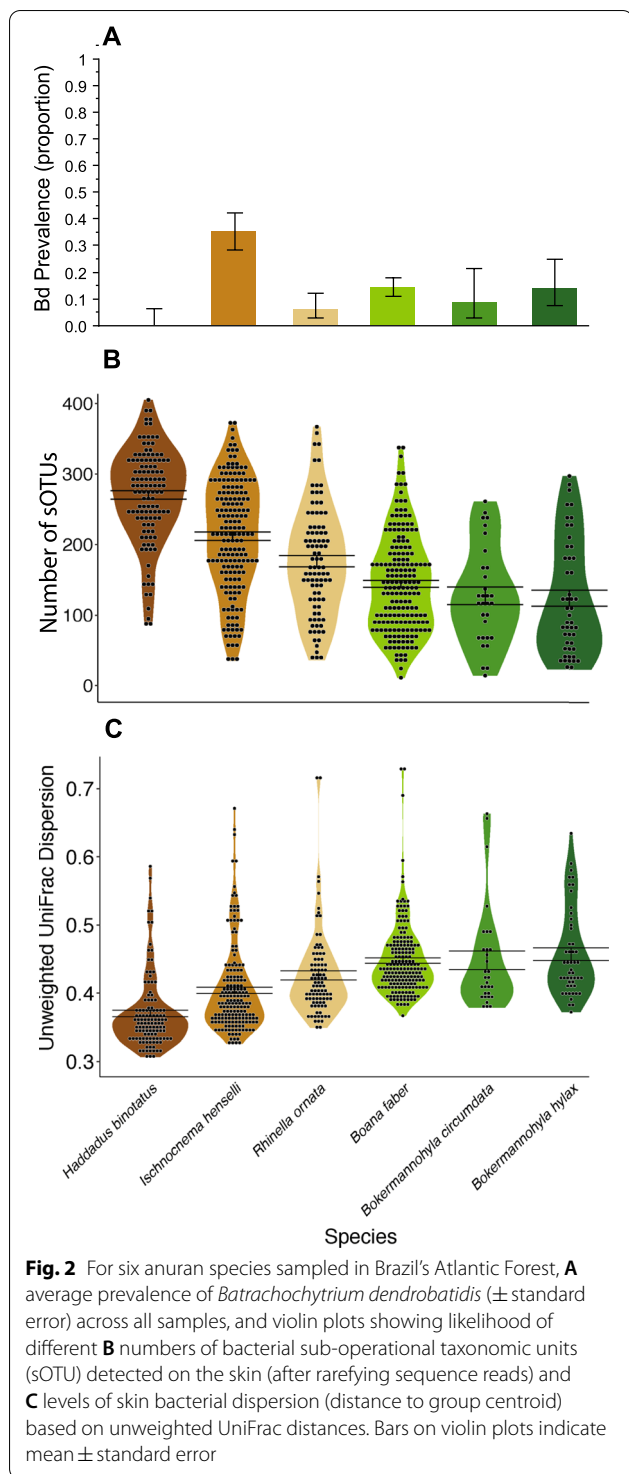 A
Bd Prevalence (proportion)
1
0.9
0.8
0.7
0.6
0.5
0.4
0.3
0.2
0.1
0.0
B
Number of sOTUs
400
300
200
100
0
C
Unweighted UniFrac Dispersion
0.7
0.6
0.5
0.4
0.3
Haddadus binotatus
Ischnocnema henselli
Rhinella ornata
Boana faber
Bokermannohyla circumdata
Bokermannohyla hylax
Species
Fig. 2 For six anuran species sampled in Brazil's Atlantic Forest, A
average prevalence of Batrachochytrium dendrobatidis (± standard
error) across all samples, and violin plots showing likelihood of
different B numbers of bacterial sub-operational taxonomic units
(sOTU) detected on the skin (after rarefying sequence reads) and
C levels of skin bacterial dispersion (distance to group centroid)
based on unweighted UniFrac distances. Bars on violin plots indicate
mean ± standard error